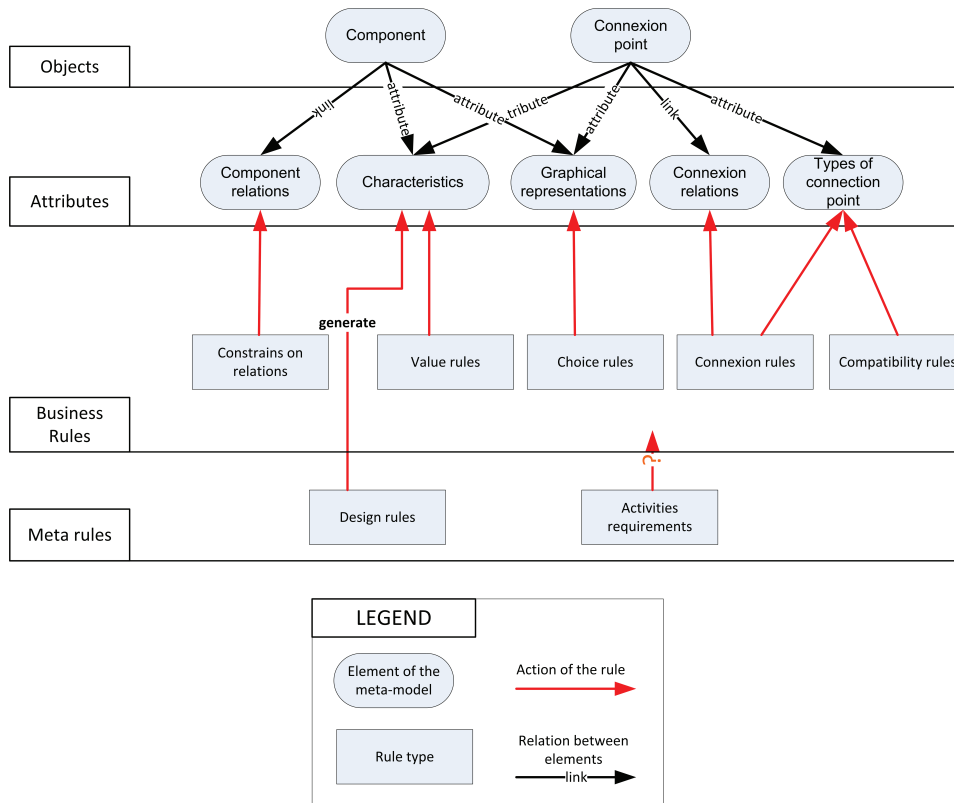 Component
Connexion
point
Objects
link
attribute
attribute
tribute
attribute
link
attribute
Component
relations
Characteristics
Graphical
representations
Connexion
relations
Types of
connection
point
Attributes
generate
Constrains on
relations
Value rules
Choice rules
Connexion rules
Compatibility rules
Business
Rules
¿
Design rules
Activities
requirements
Meta rules
LEGEND
Element of the
meta-model
Action of the rule
Rule type
Relation between
elements
link